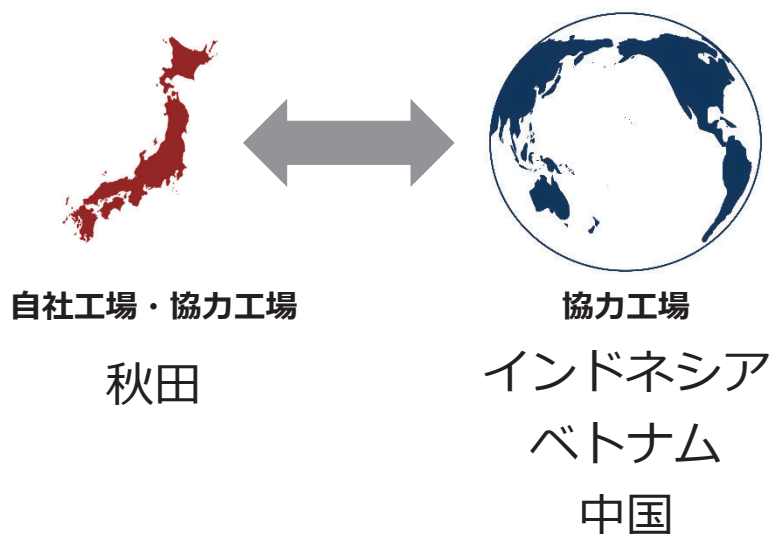 自社工場・協力工場
秋田
協力工場
インドネシア
ベトナム
中国